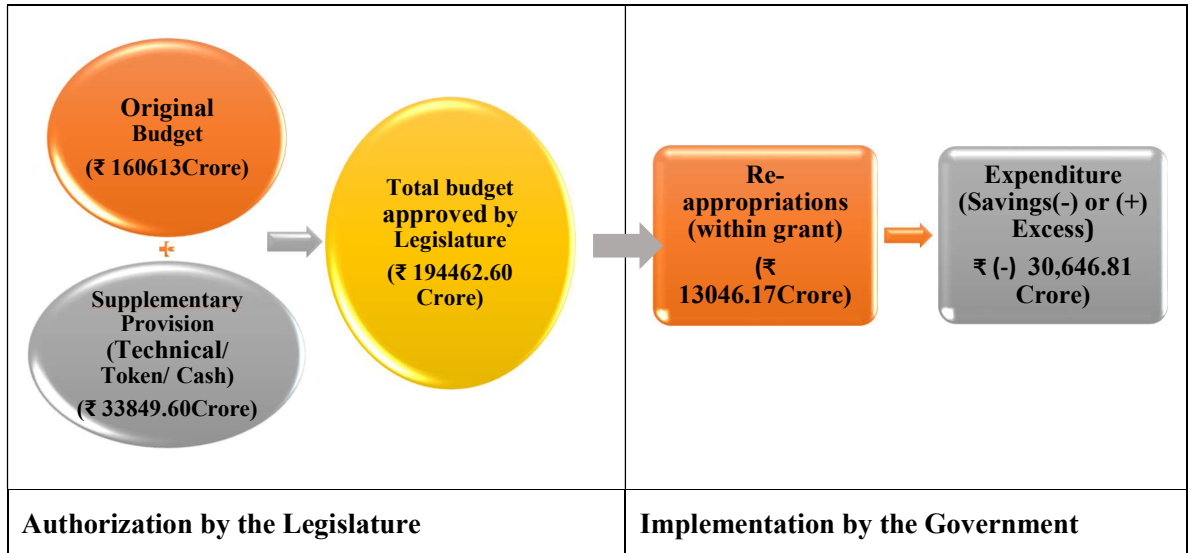 Original
Budget
(₹ 160613Crore)
+
Supplementary
Provision
(Technical/
Token/ Cash)
(₹ 33849.60Crore)
Total budget
approved by
Legislature
(₹ 194462.60
Crore)
Re-
appropriations
(within grant)
(₹
13046.17Crore)
Expenditure
(Savings(-) or (+)
Excess)
₹ (-) 30,646.81
Crore)
Authorization by the Legislature
Implementation by the Government